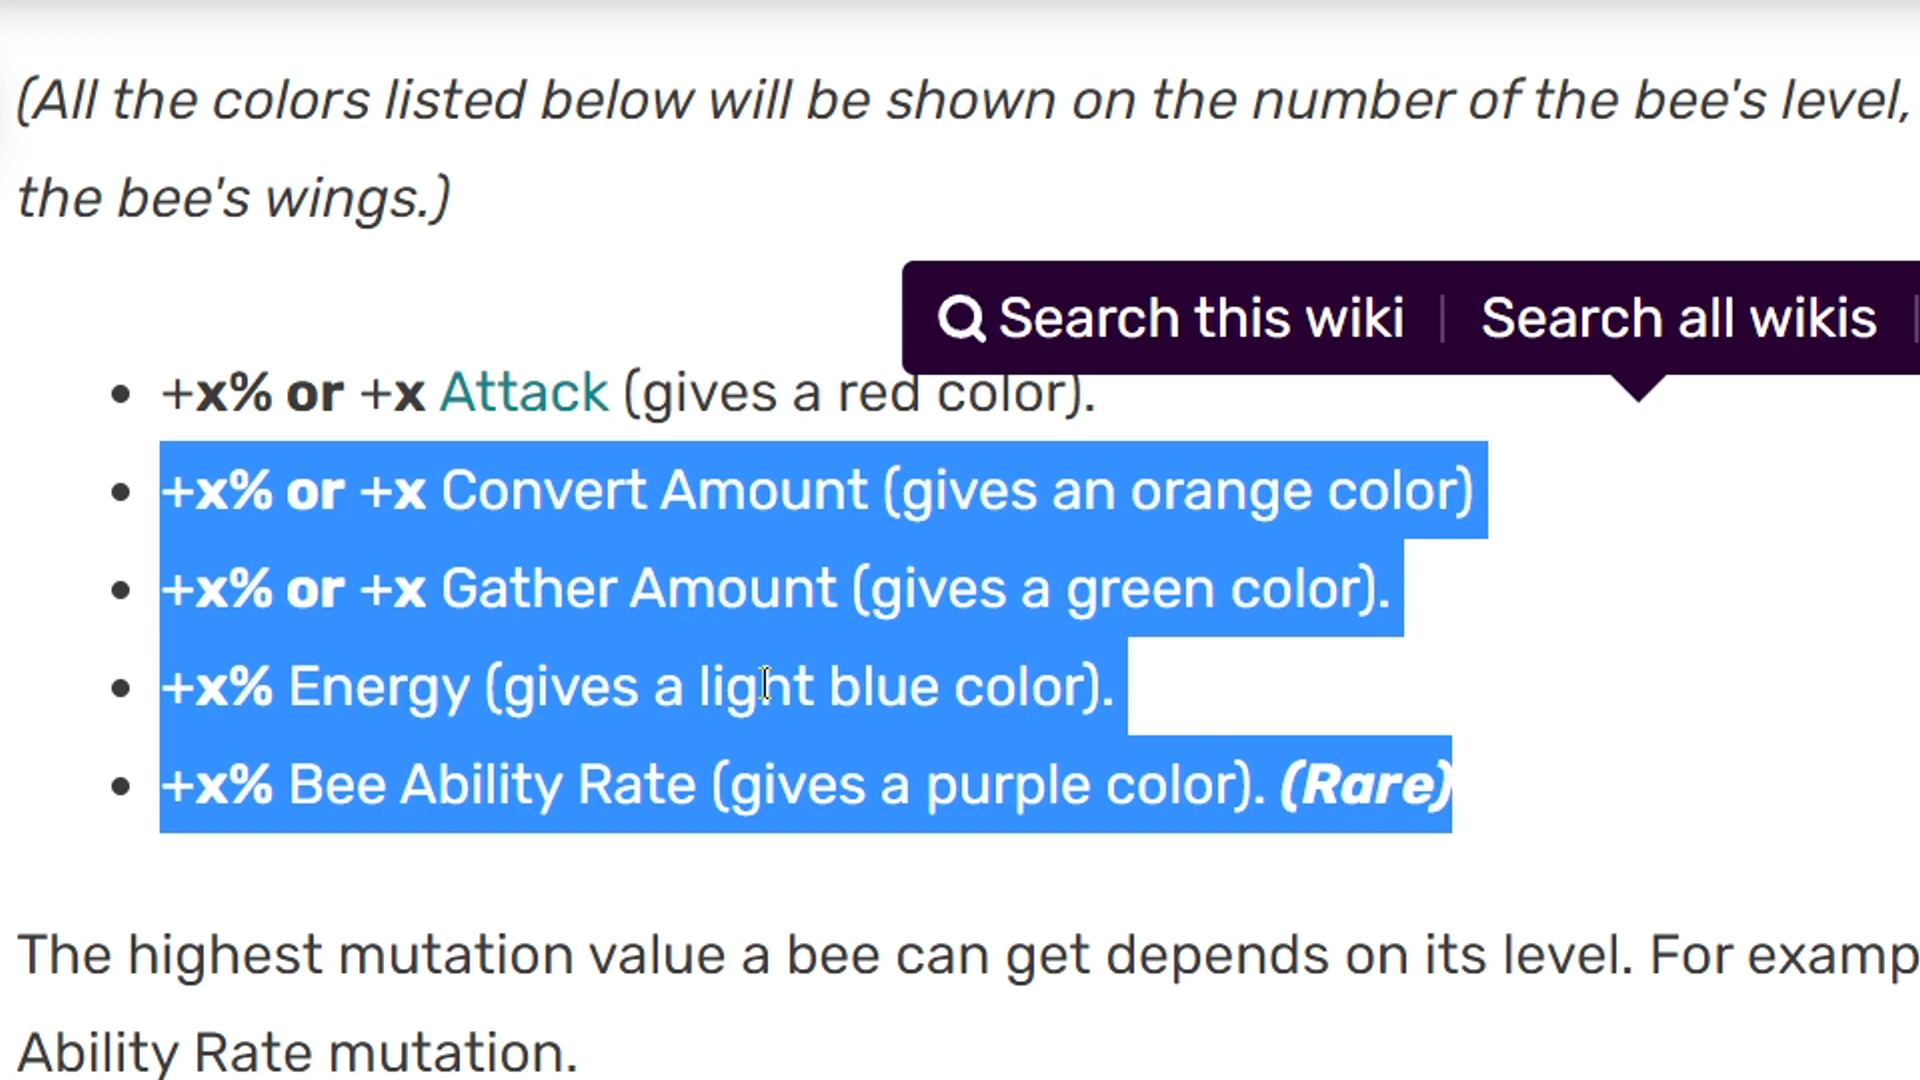 (All the colors listed below will be shown on the number of the bee's level,
the bee's wings.)
Search this wiki | Search all wikis
+x% or +x Attack (gives a red color).
+x% or +x Convert Amount (gives an orange color)
+x% or +x Gather Amount (gives a green color).
+x% Energy (gives a light blue color).
+x% Bee Ability Rate (gives a purple color). (Rare)
The highest mutation value a bee can get depends on its level. For examp
Ability Rate mutation.